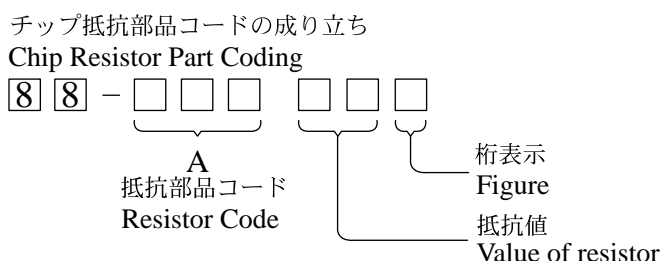 チップ抵抗部品コードの成り立ち
Chip Resistor Part Coding
8 8 – □ □ □ □ □ □
A
抵抗部品コード
Resistor Code
桁表示
Figure
抵抗値
Value of resistor